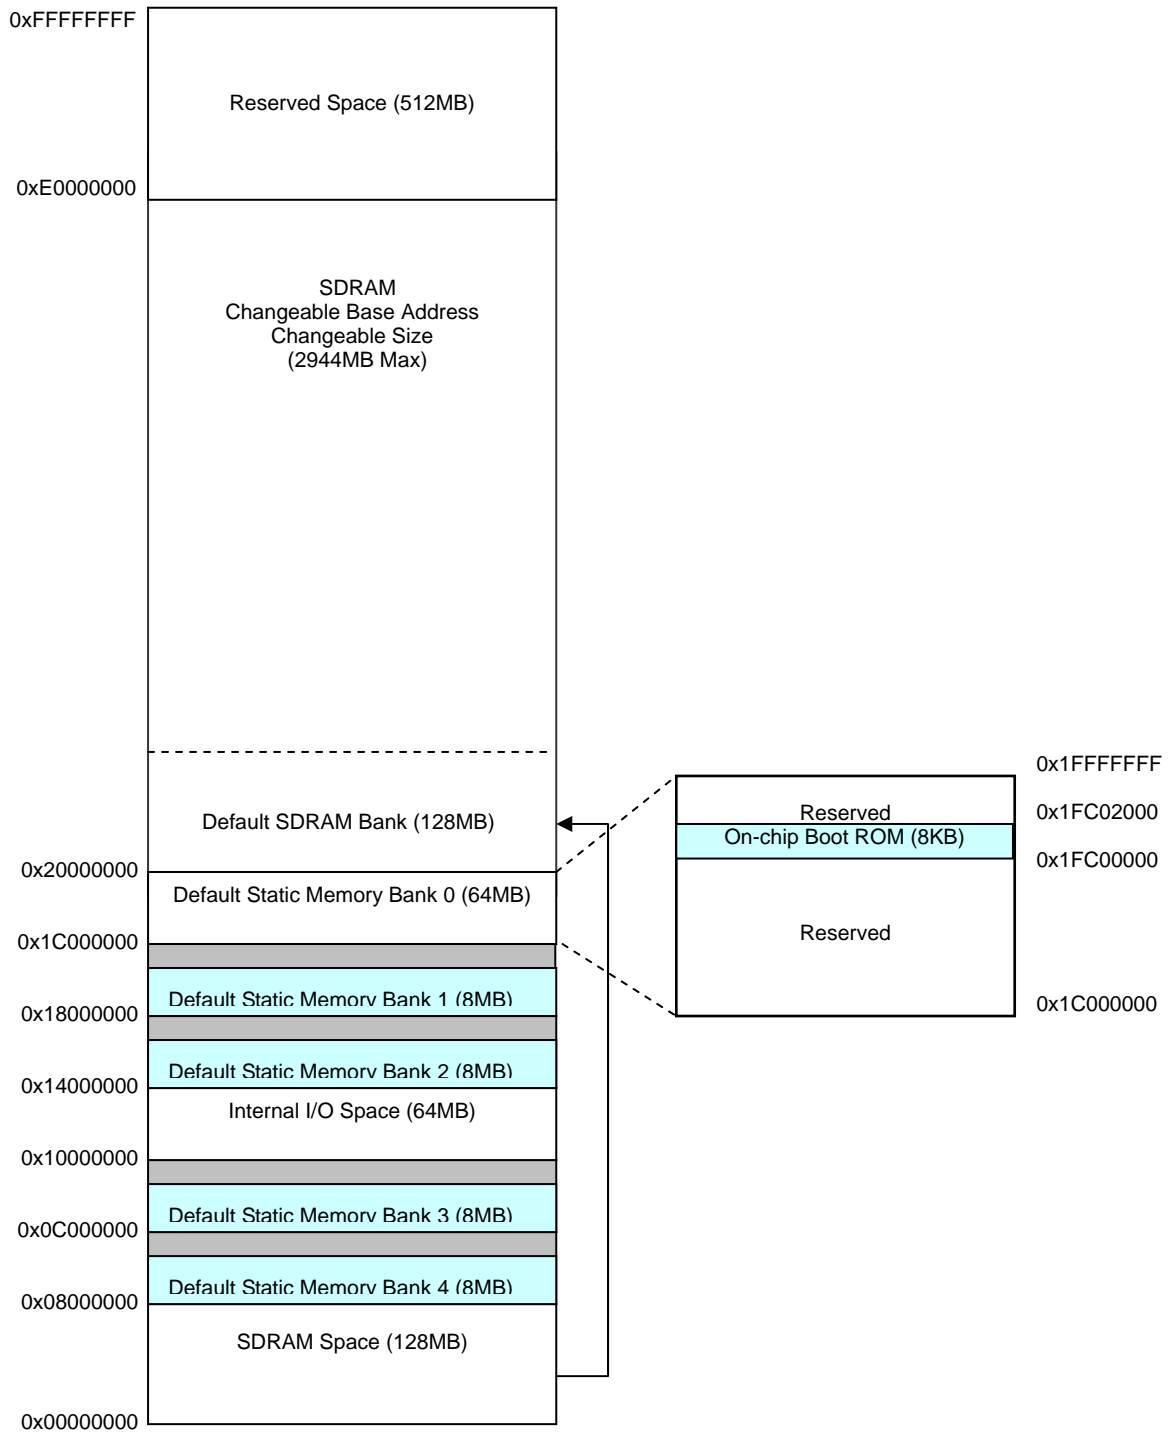 0xFFFFFFFF
Reserved Space (512MB)
0xE0000000
SDRAM
Changeable Base Address
Changeable Size
(2944MB Max)
0x1FFFFFFF
Reserved
0x1FC02000
Default SDRAM Bank (128MB)
On-chip Boot ROM (8KB)
0x1FC00000
0x20000000
Default Static Memory Bank 0 (64MB)
Reserved
0x1C000000
Default Static Memory Bank 1 (8MB)
0x1C000000
0x18000000
Default Static Memory Bank 2 (8MB)
0x14000000
Internal I/O Space (64MB)
0x10000000
Default Static Memory Bank 3 (8MB)
0x0C000000
Default Static Memory Bank 4 (8MB)
0x08000000
SDRAM Space (128MB)
0x00000000